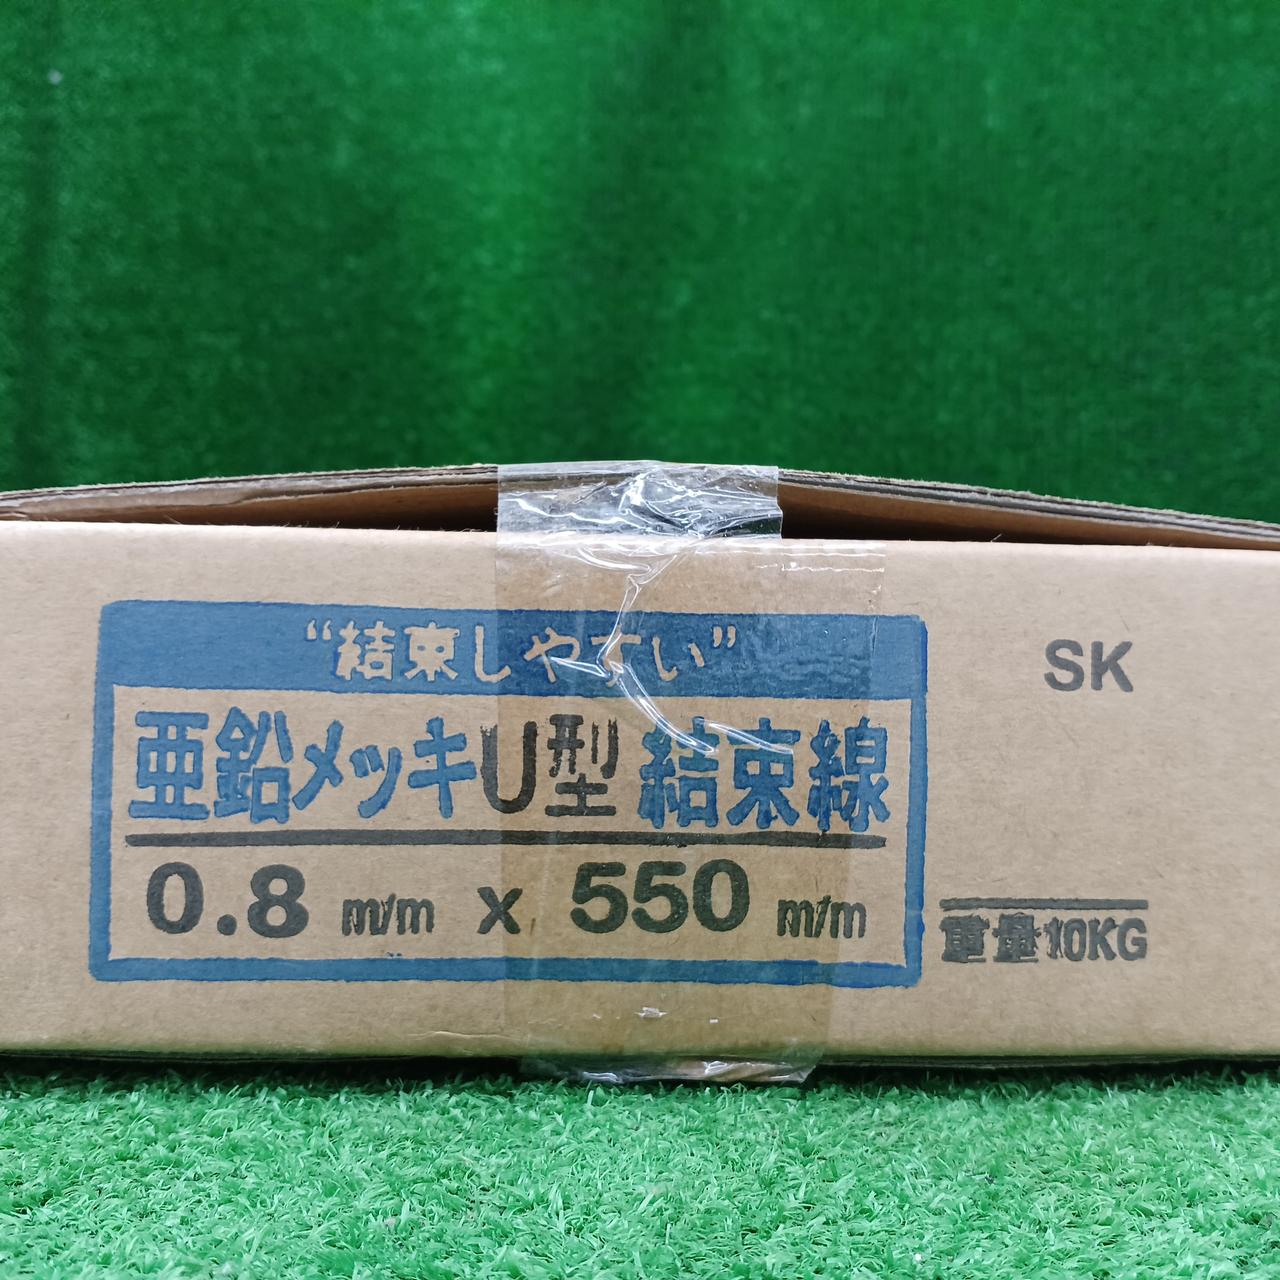 “結束しやすい”
亜鉛メッキU型結束線
0.8 m/m x 550 m/m
SK
重量10KG